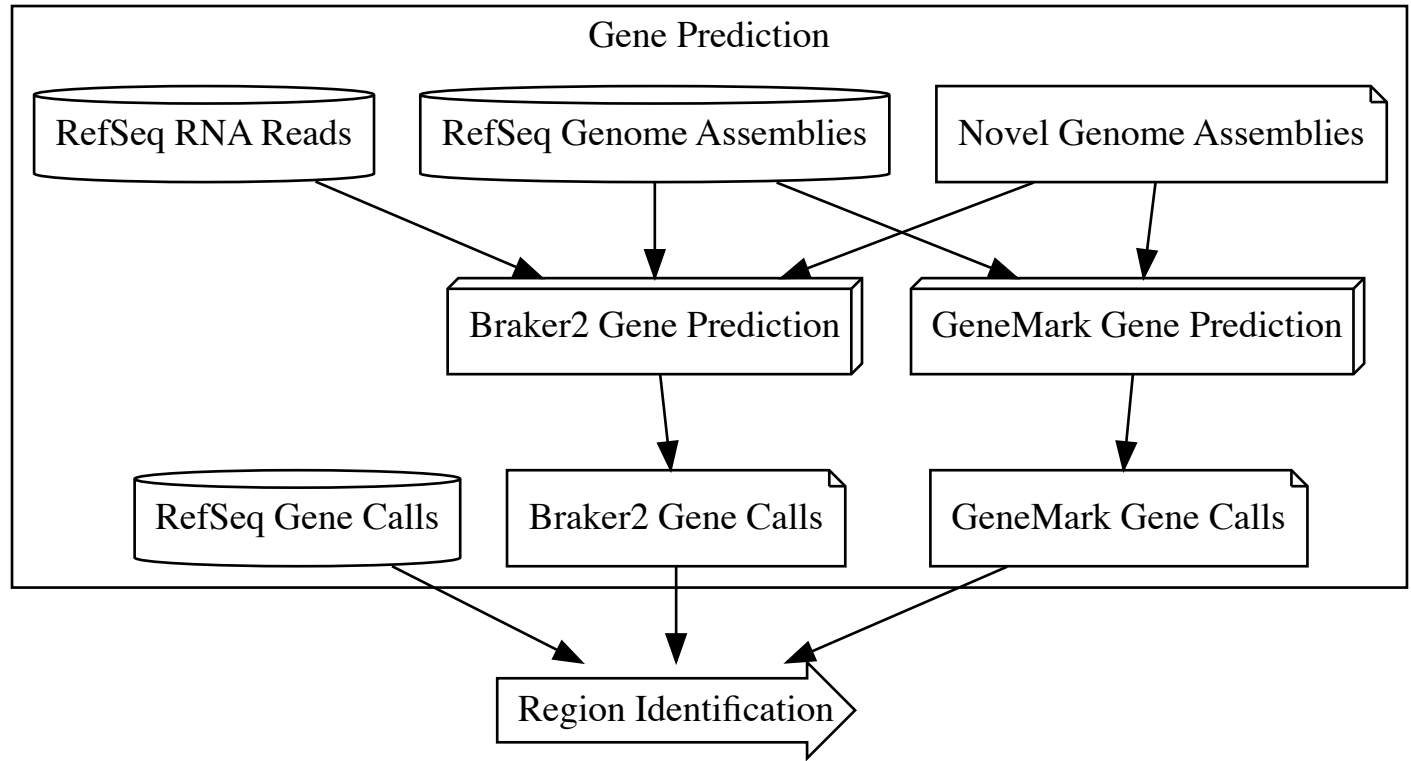 Gene Prediction
RefSeq RNA Reads
RefSeq Genome Assemblies
Novel Genome Assemblies
Braker2 Gene Prediction
GeneMark Gene Prediction
RefSeq Gene Calls
Braker2 Gene Calls
GeneMark Gene Calls
Region Identification